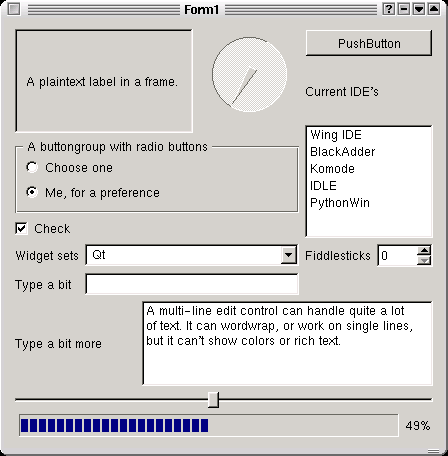 Form1
A plaintext label in a frame.
PushButton
Current IDE's
A buttongroup with radio buttons
Choose one
Me, for a preference
Wing IDE
BlackAdder
Komode
IDLE
PythonWin
Check
Widget sets
Qt
Fiddlesticks
0
Type a bit
Type a bit more
A multi-line edit control can handle quite a lot
of text. It can wordwrap, or work on single lines,
but it can't show colors or rich text.
49%